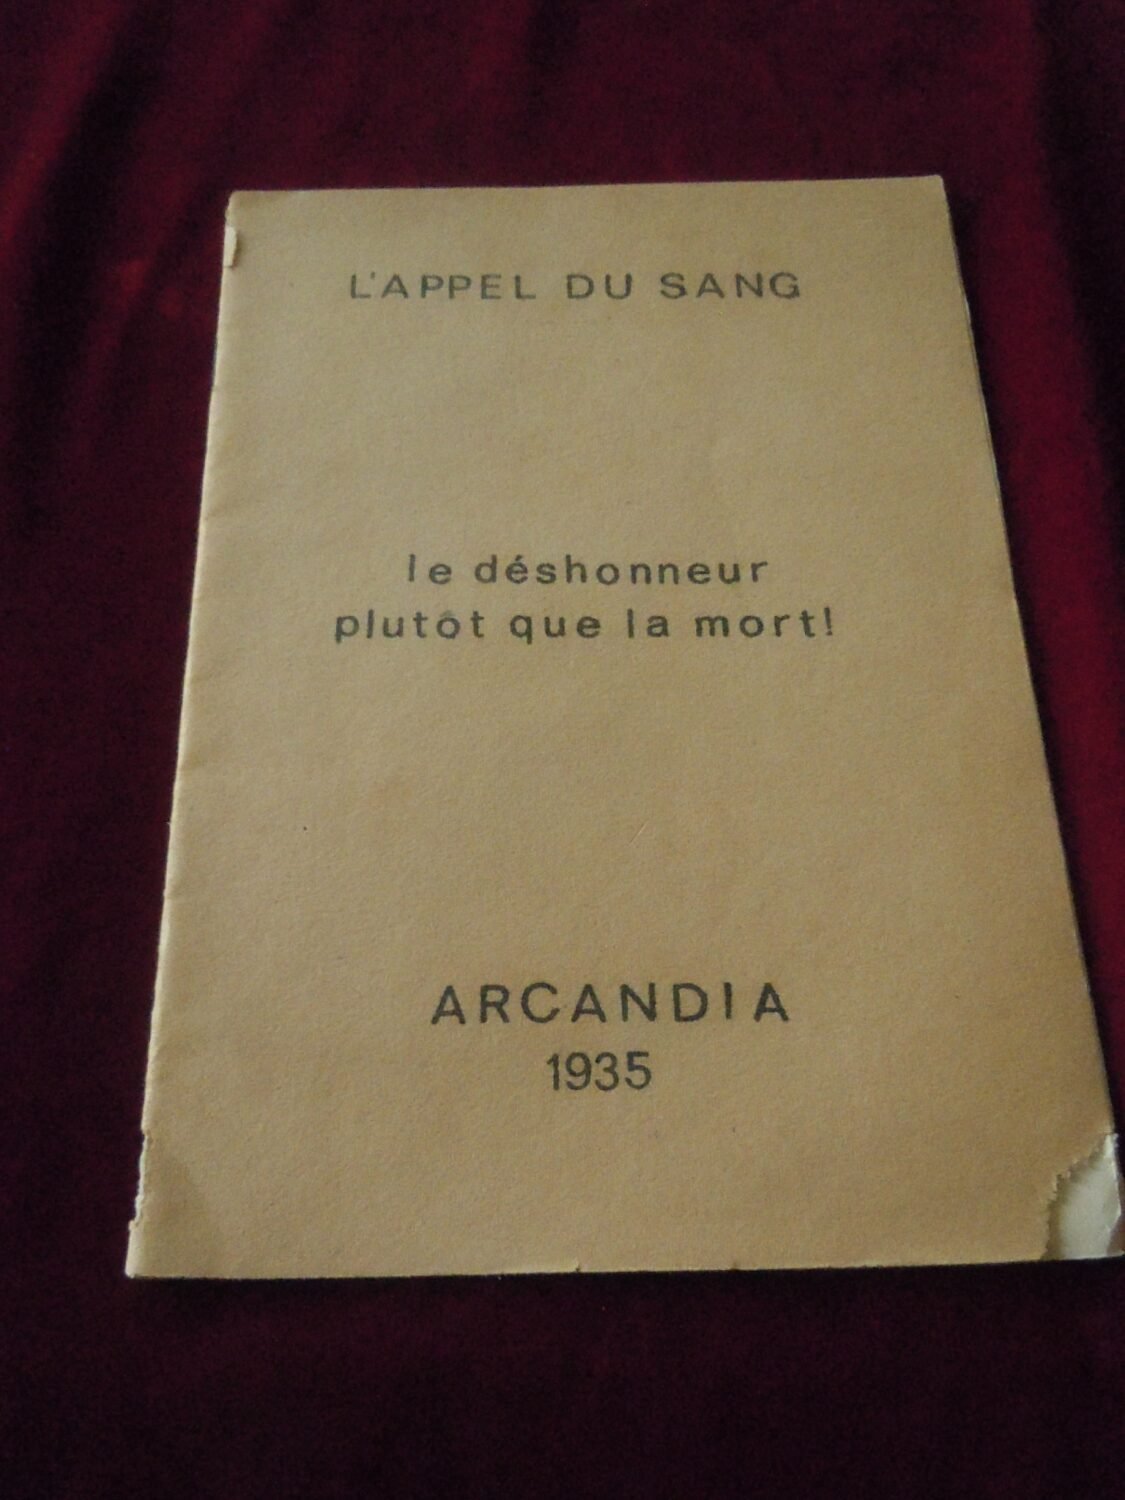 L'APPEL DU SANG
le déshonneur
plutôt que la mort!
ARCANDIA
1935